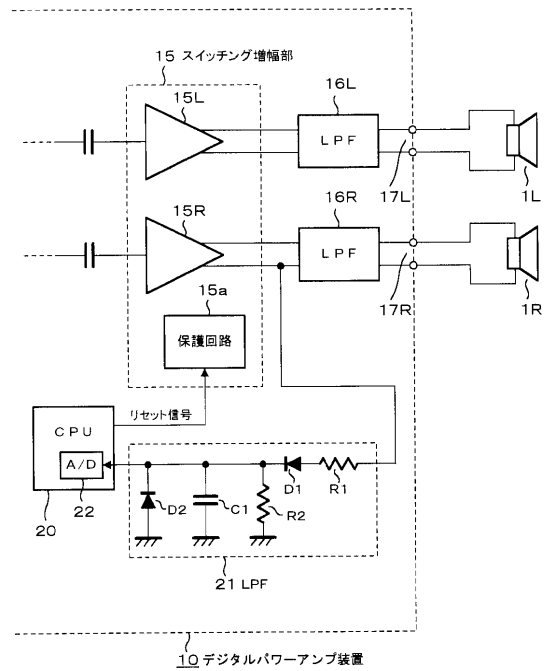 15 スイッチング増幅部
15L
16L
LPF
17L
1L
15R
16R
LPF
17R
1R
15a
保護回路
リセット信号
CPU
A/D
20
22
D2
C1
R2
D1
R1
21 LPF
10 デジタルパワーアンプ装置